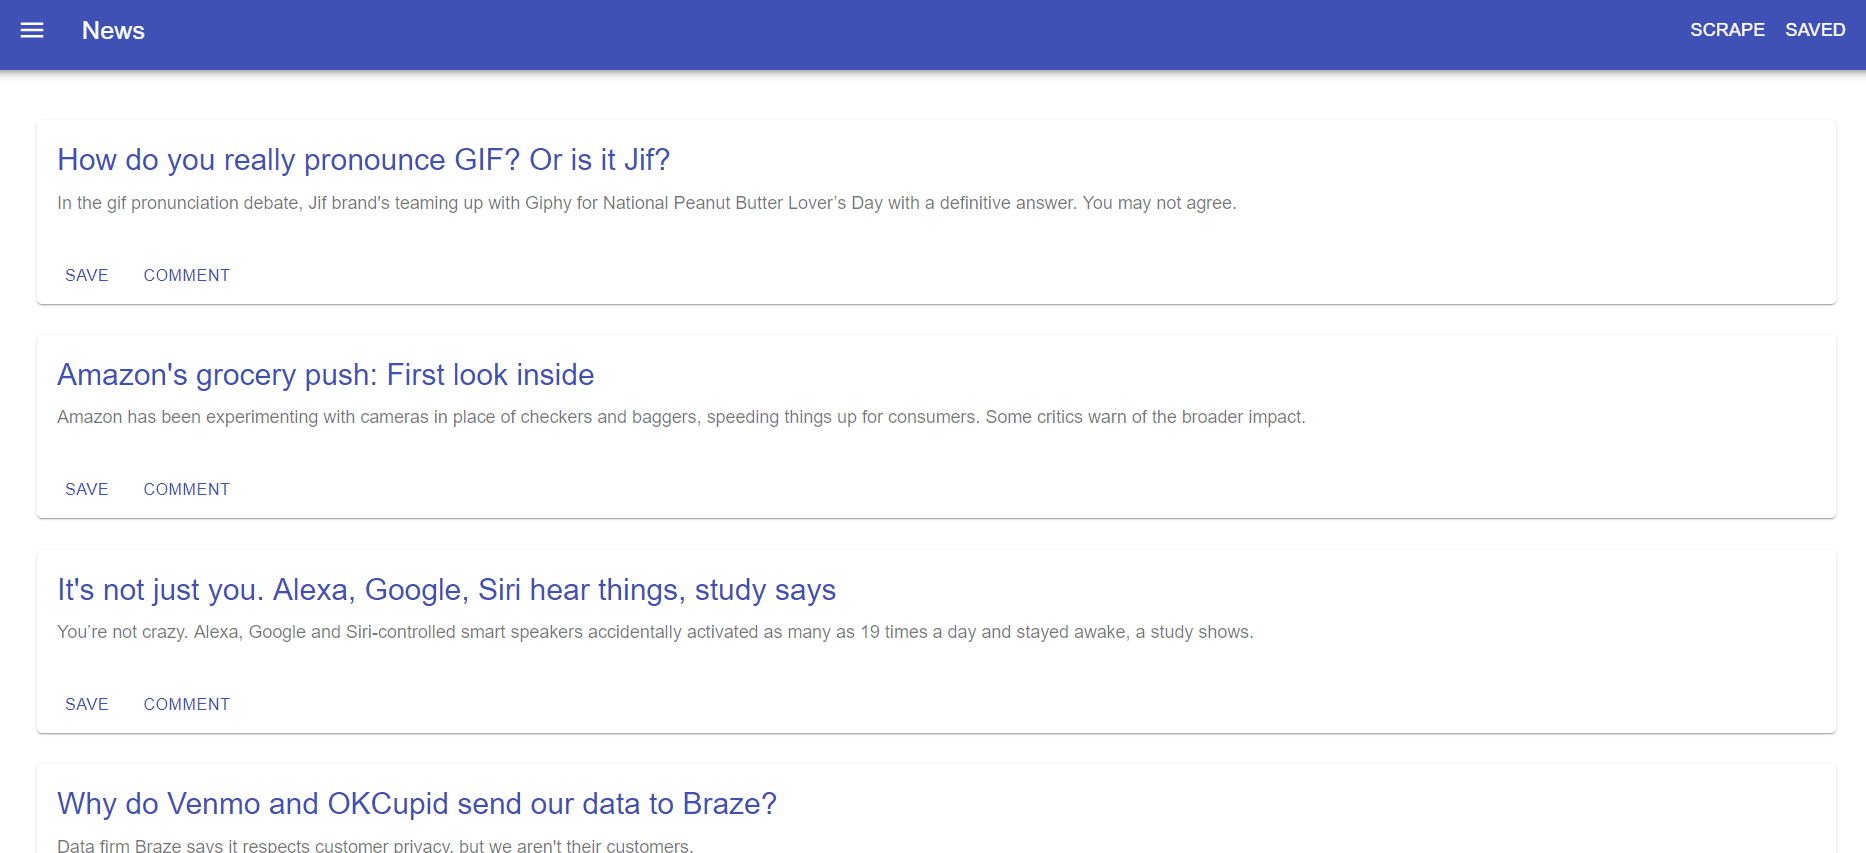 News
SCRAPE SAVED
How do you really pronounce GIF? Or is it Jif?
In the gif pronunciation debate, Jif brand's teaming up with Giphy for National Peanut Butter Lover’s Day with a definitive answer. You may not agree.
SAVE COMMENT
Amazon's grocery push: First look inside
Amazon has been experimenting with cameras in place of checkers and baggers, speeding things up for consumers. Some critics warn of the broader impact.
SAVE COMMENT
It's not just you. Alexa, Google, Siri hear things, study says
You’re not crazy. Alexa, Google and Siri-controlled smart speakers accidentally activated as many as 19 times a day and stayed awake, a study shows.
SAVE COMMENT
Why do Venmo and OKCupid send our data to Braze?
Data firm Braze says it respects customer privacy, but we aren't their customers.